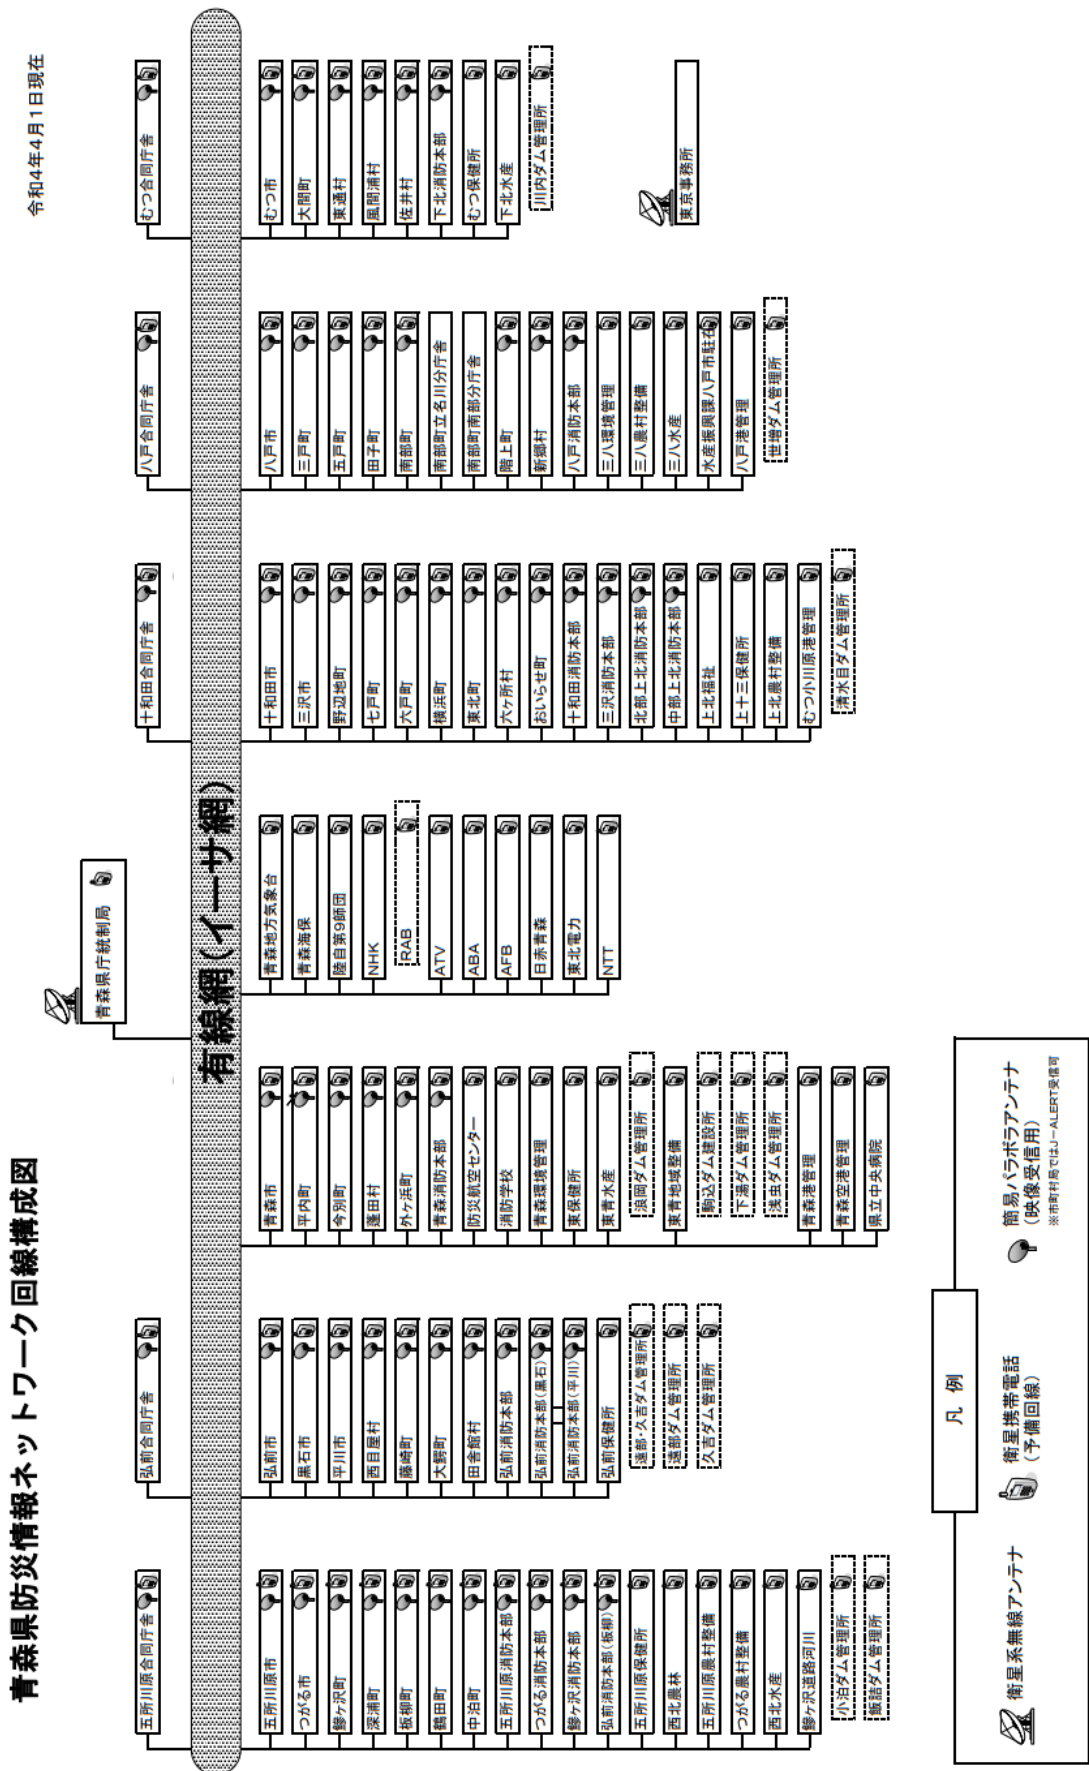 青森県防災情報ネットワーク回線構成図
令和4年4月1日現在
青森県庁統制局
有線網(イーサ網)
五所川原合同庁舎
五所川原市
つがる市
鰺ヶ沢町
深浦町
板柳町
鶴田町
中泊町
五所川原消防本部
つがる消防本部
鰺ヶ沢消防本部
弘前消防本部(板柳)
五所川原保健所
西北農林
五所川原農村整備
つがる農村整備
西北水産
鰺ヶ沢道路河川
小泊ダム管理所
飯詰ダム管理所
弘前合同庁舎
弘前市
黒石市
平川市
西目屋村
藤崎町
大鰐町
田舎館村
弘前消防本部
弘前消防本部(黒石)
弘前消防本部(平川)
弘前保健所
遠部・久吉ダム管理所
遠部ダム管理所
久吉ダム管理所
青森市
平内町
今別町
蓬田村
外ヶ浜町
青森消防本部
防災航空センター
消防学校
青森環境管理
東保健所
東青水産
浪岡ダム管理所
東青地域整備
駒込ダム建設所
下湯ダム管理所
浅虫ダム管理所
青森港管理
青森空港管理
県立中央病院
青森地方気象台
青森海保
陸自第9師団
NHK
RAB
ATV
ABA
AFB
日赤青森
東北電力
NTT
十和田合同庁舎
十和田市
三沢市
野辺地町
七戸町
六戸町
横浜町
東北町
六ヶ所村
おいらせ町
十和田消防本部
三沢消防本部
北部上北消防本部
中部上北消防本部
上北福祉
上十三保健所
上北農村整備
むつ小川原港管理
清水目ダム管理所
八戸合同庁舎
八戸市
三戸町
五戸町
田子町
南部町
南部町立名川分庁舎
南部町南部分庁舎
階上町
新郷村
八戸消防本部
三八環境管理
三八農村整備
三八水産
水産振興課八戸市駐在
八戸港管理
世増ダム管理所
むつ合同庁舎
むつ市
大間町
東通村
風間浦村
佐井村
下北消防本部
むつ保健所
下北水産
川内ダム管理所
東京事務所
凡 例
衛星系無線アンテナ
衛星携帯電話
(予備回線)
簡易パラボラアンテナ
(映像受信用)
※市町村局ではJ-ALERT受信可